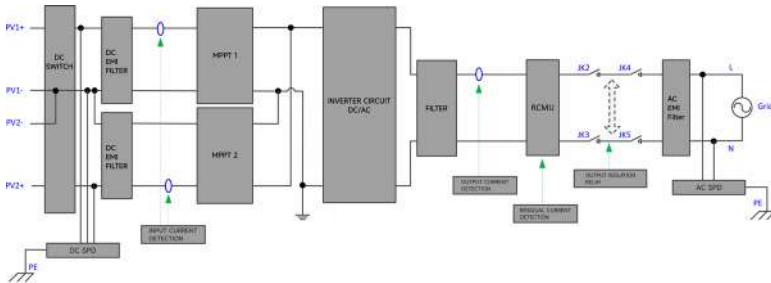 PV1+
PV1-
PV2-
PV2+
DC
SWITCH
DC
EMI
FILTER
DC
EMI
FILTER
MPPT 1
MPPT 2
INPUT CURRENT
DETECTION
DC SPD
PE
INVERTER CIRCUIT
DC/AC
FILTER
OUTPUT CURRENT
DETECTION
RCMU
RESIDUAL CURRENT
DETECTION
JK2
JK4
JK3
JK5
OUTPUT ISOLATION
RELAY
AC
EMI
Filter
L
N
Grid
AC SPD
PE